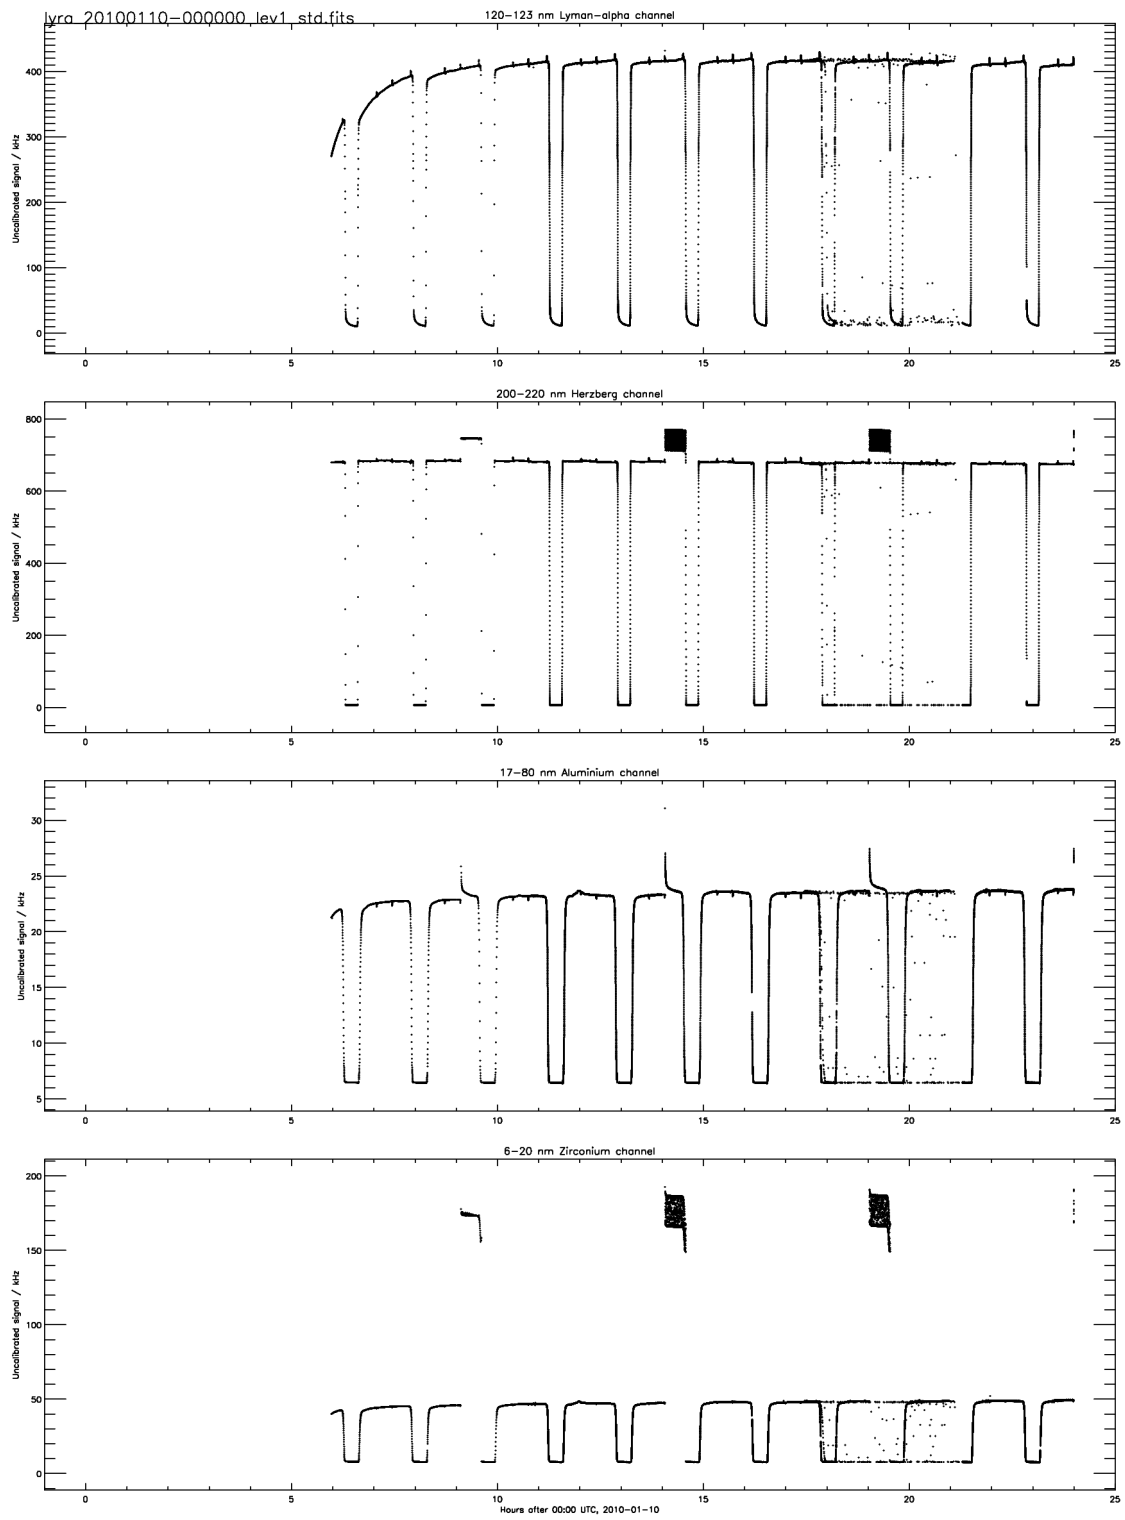 lyra_20100110-000000_lev1_std.fits
120-123 nm Lyman-alpha channel
Uncalibrated signal / kHz
400
300
200
100
0
0 5 10 15 20 25
200-220 nm Herzberg channel
Uncalibrated signal / kHz
800
600
400
200
0
0 5 10 15 20 25
17-80 nm Aluminium channel
Uncalibrated signal / kHz
30
25
20
15
10
5
0 5 10 15 20 25
6-20 nm Zirconium channel
Uncalibrated signal / kHz
200
150
100
50
0
0 5 10 15 20 25
Hours after 00:00 UTC, 2010-01-10